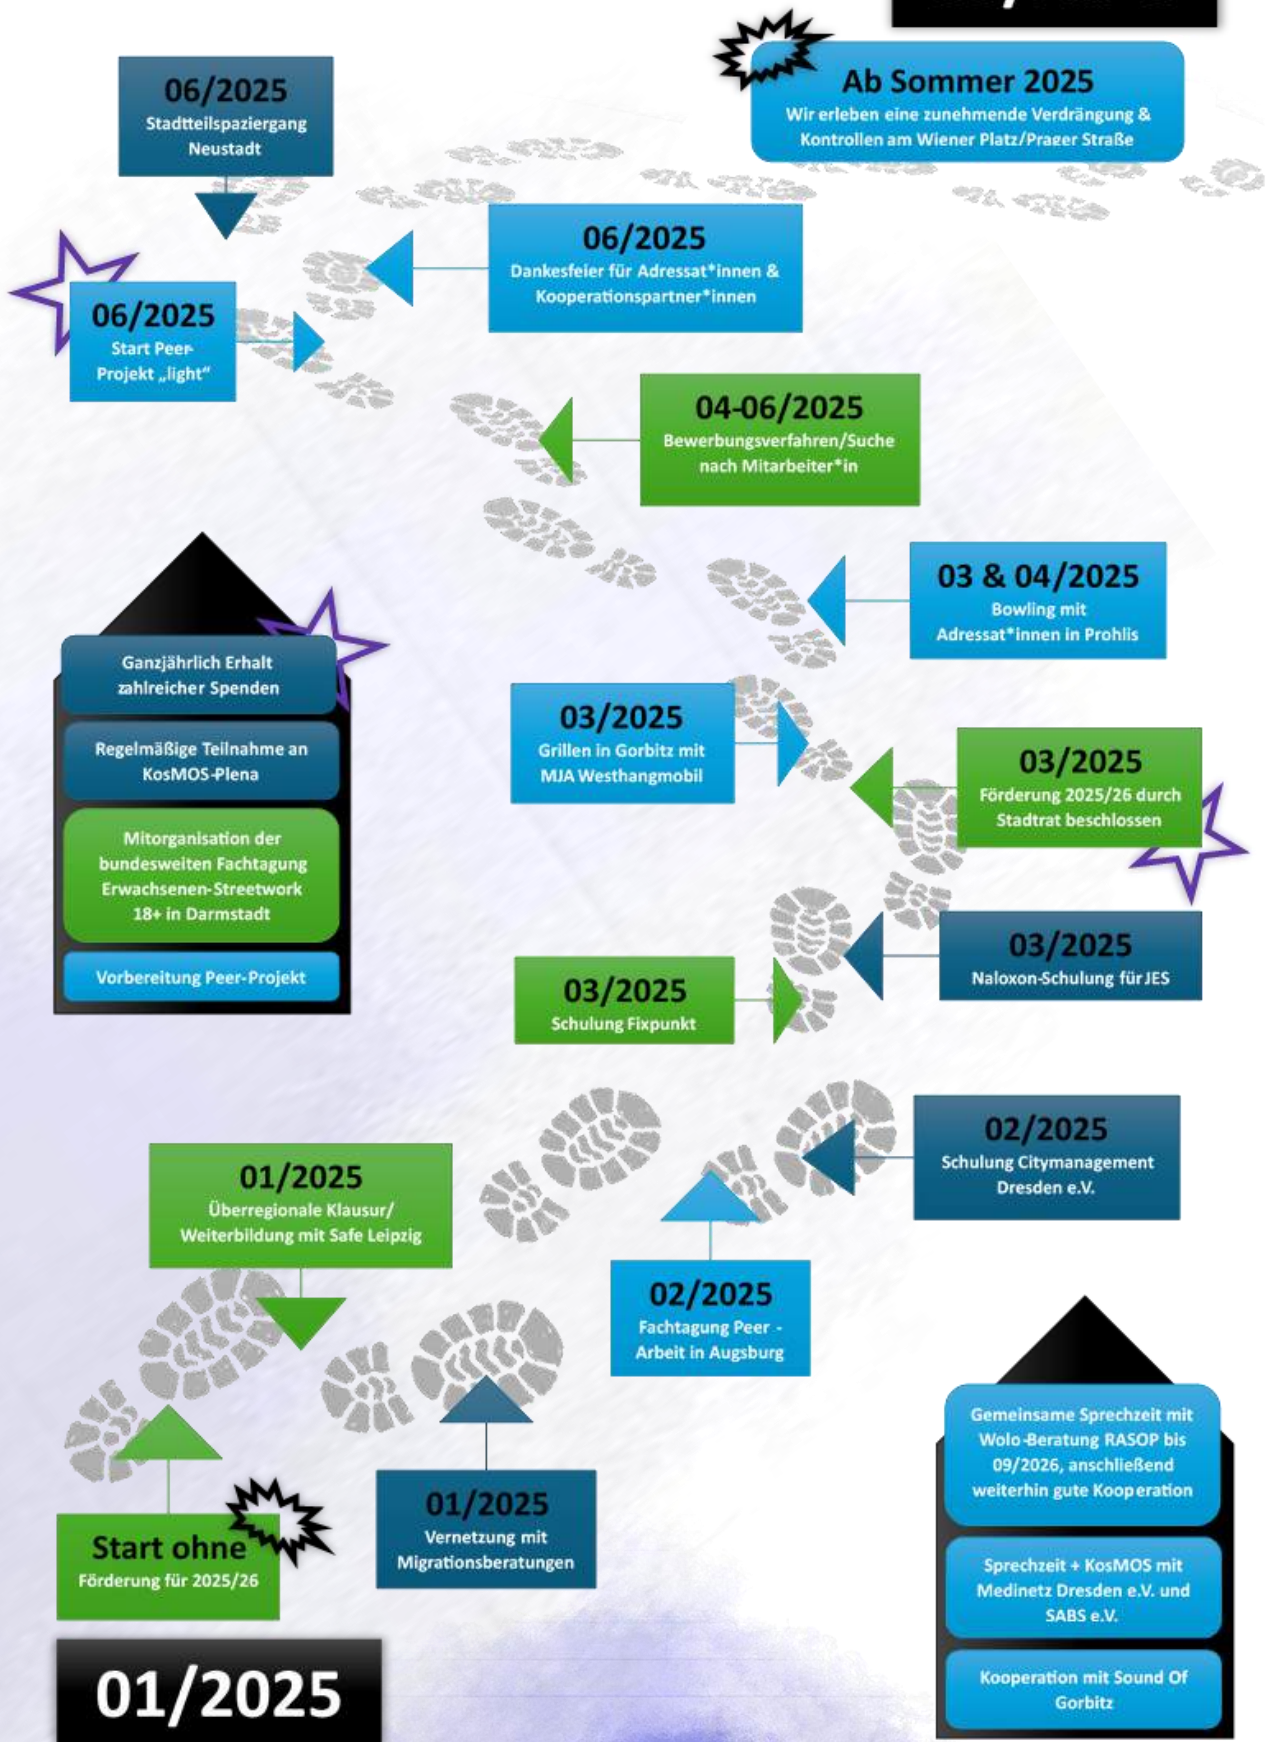 Ab Sommer 2025
Wir erleben eine zunehmende Verdrängung &
Kontrollen am Wiener Platz/Prager Straße
06/2025
Stadtteilspaziergang
Neustadt
06/2025
Dankesfeier für Adressat*innen &
Kooperationspartner*innen
06/2025
Start Peer-
Projekt „light“
04-06/2025
Bewerbungsverfahren/Suche
nach Mitarbeiter*in
03 & 04/2025
Bowling mit
Adressat*innen in Prohlis
Ganzjährlich Erhalt
zahlreicher Spenden
Regelmäßige Teilnahme an
KosMOS-Plena
Mitorganisation der
bundesweiten Fachtagung
Erwachsenen-Streetwork
18+ in Darmstadt
Vorbereitung Peer-Projekt
03/2025
Grillen in Gorbitz mit
MJA Westhangmobil
03/2025
Förderung 2025/26 durch
Stadtrat beschlossen
03/2025
Naloxon-Schulung für JES
03/2025
Schulung Fixpunkt
02/2025
Schulung Citymanagement
Dresden e.V.
01/2025
Überregionale Klausur/
Weiterbildung mit Safe Leipzig
02/2025
Fachtagung Peer -
Arbeit in Augsburg
01/2025
Vernetzung mit
Migrationsberatungen
Start ohne
Förderung für 2025/26
01/2025
Gemeinsame Sprechzeit mit
Wolo-Beratung RASOP bis
09/2026, anschließend
weiterhin gute Kooperation
Sprechzeit + KosMOS mit
Medinetz Dresden e.V. und
SABS e.V.
Kooperation mit Sound Of
Gorbitz